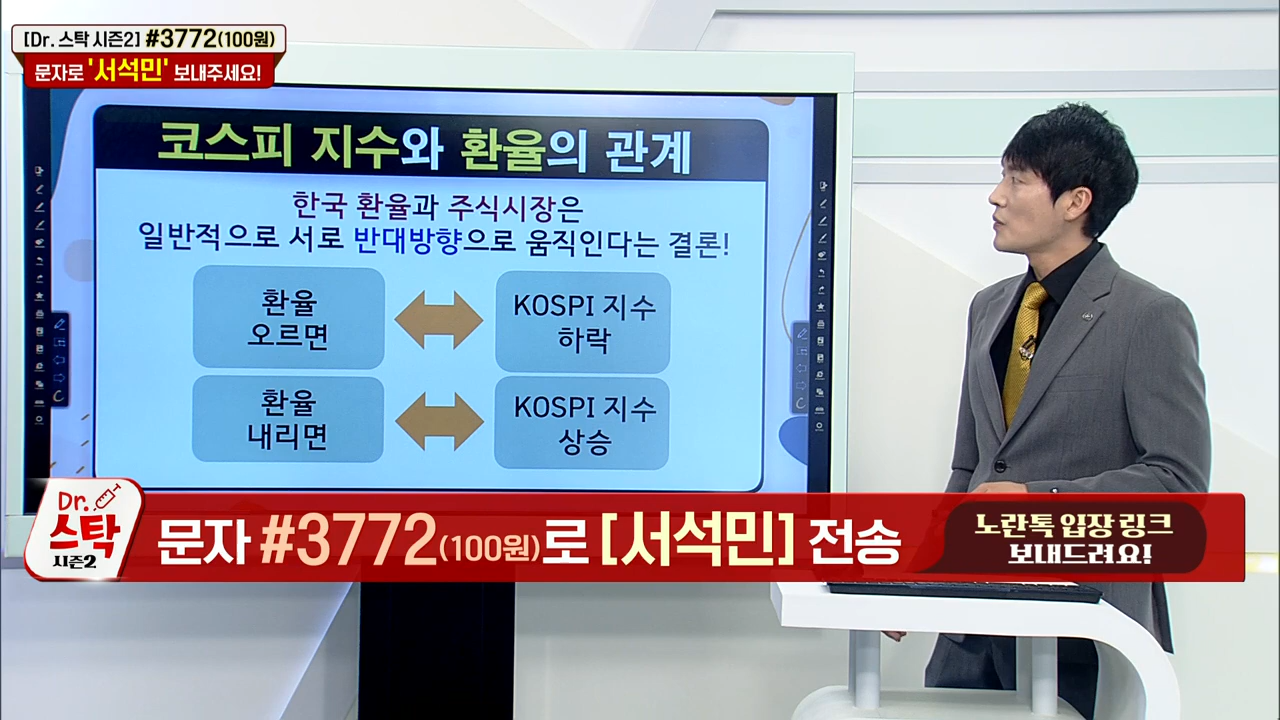 [Dr. 스탁 시즌2] #3772(100원)
문자로 '서석민' 보내주세요!
코스피 지수와 환율의 관계
한국 환율과 주식시장은
일반적으로 서로 반대방향으로 움직인다는 결론!
환율
오르면
KOSPI 지수
하락
환율
내리면
KOSPI 지수
상승
Dr.
스탁
시즌2
문자 #3772(100원)로 [서석민] 전송
노란톡 입장 링크
보내드려요!